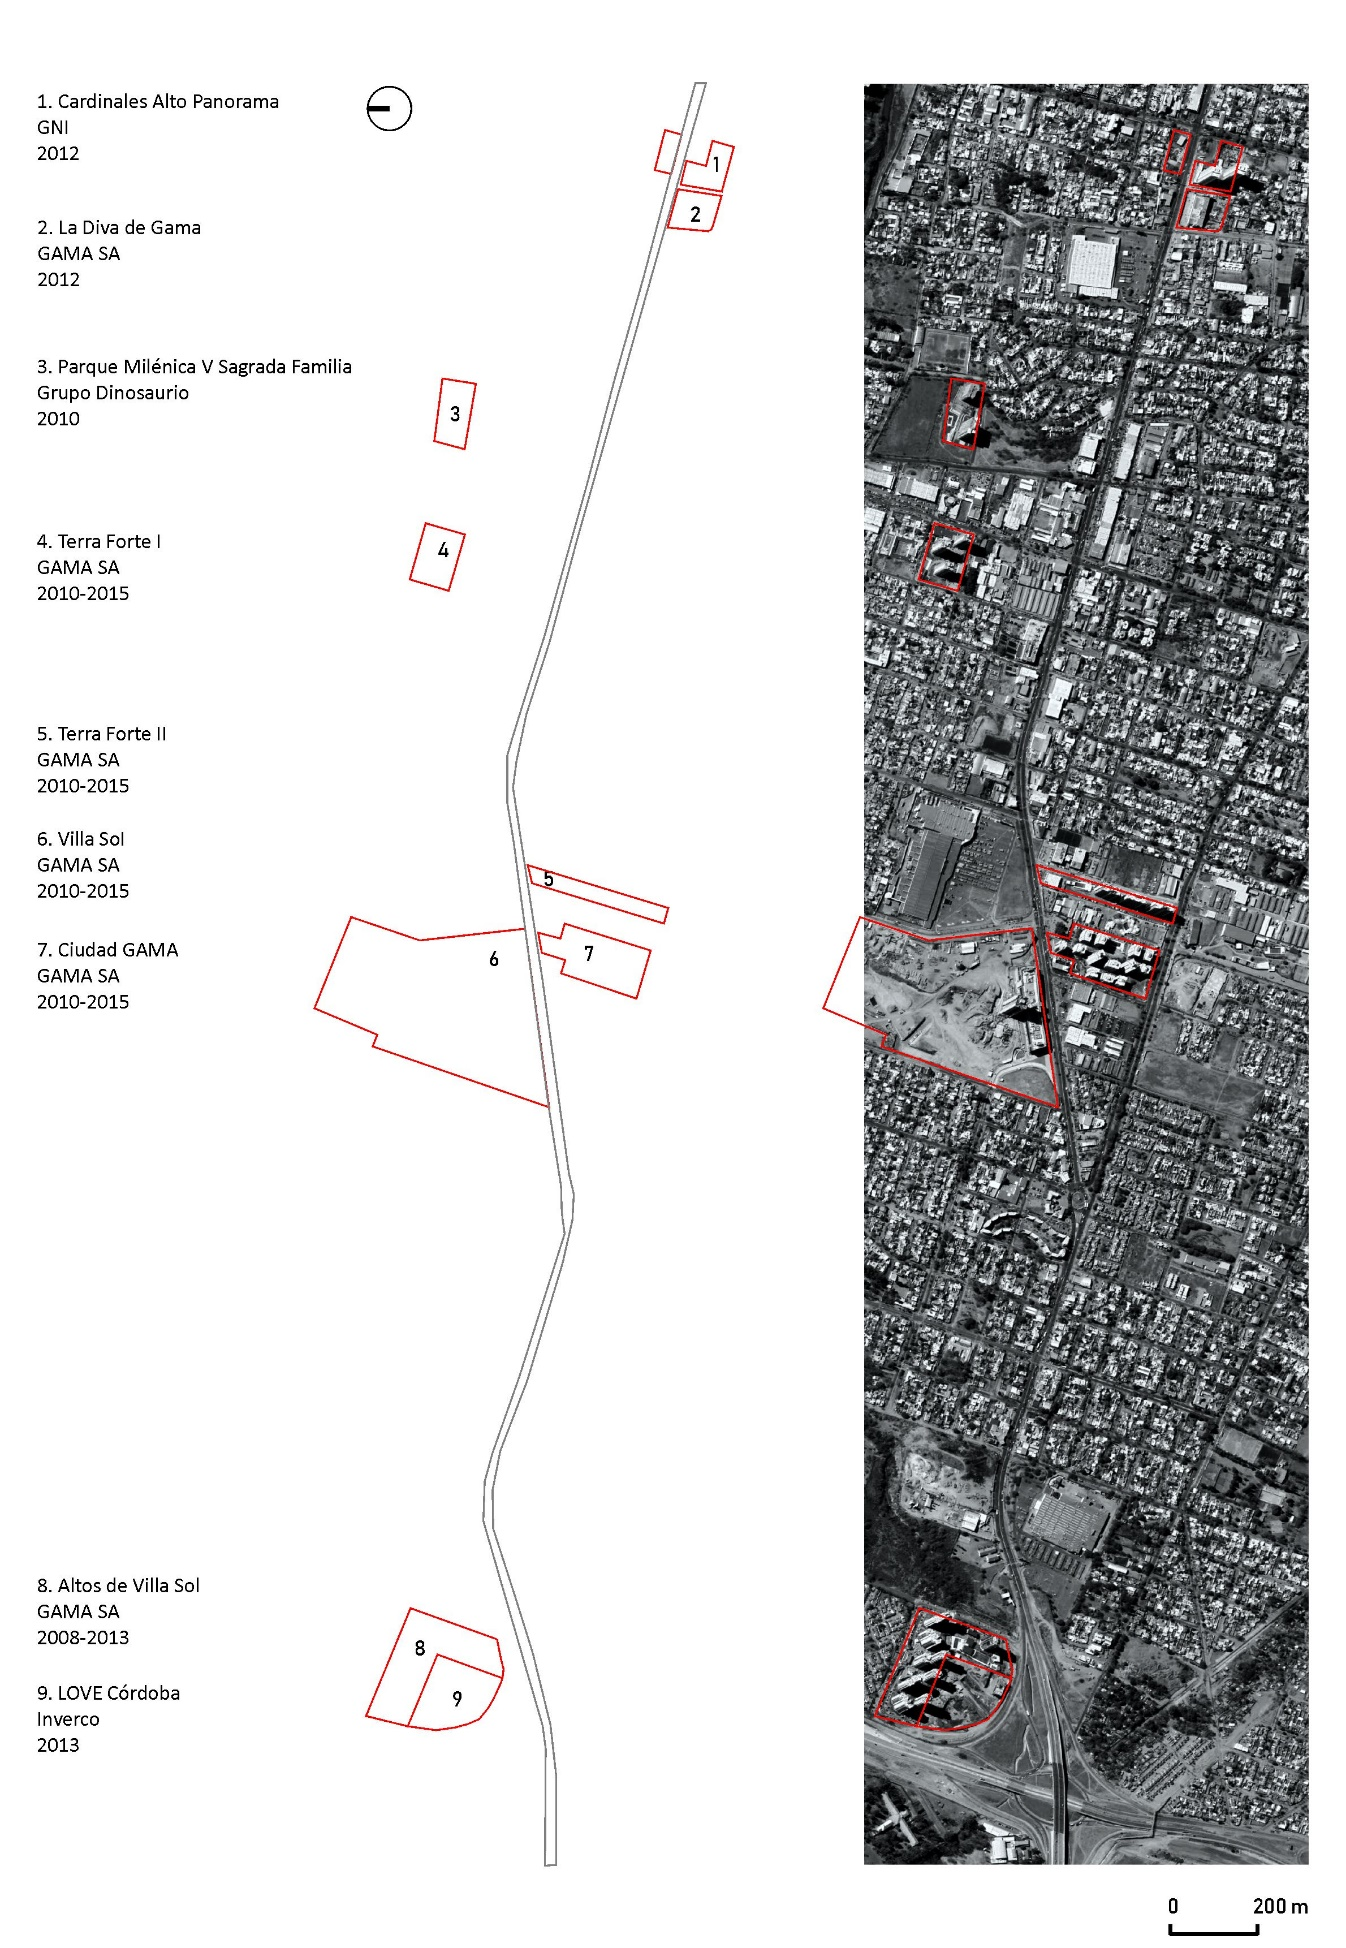 1. Cardinales Alto Panorama
GNI
2012
2. La Diva de Gama
GAMA SA
2012
3. Parque Milénica V Sagrada Familia
Grupo Dinosaurio
2010
4. Terra Forte I
GAMA SA
2010-2015
5. Terra Forte II
GAMA SA
2010-2015
6. Villa Sol
GAMA SA
2010-2015
7. Ciudad GAMA
GAMA SA
2010-2015
8. Altos de Villa Sol
GAMA SA
2008-2013
9. LOVE Córdoba
Inverco
2013
1
2
3
4
5
6
7
8
9
0 200 m